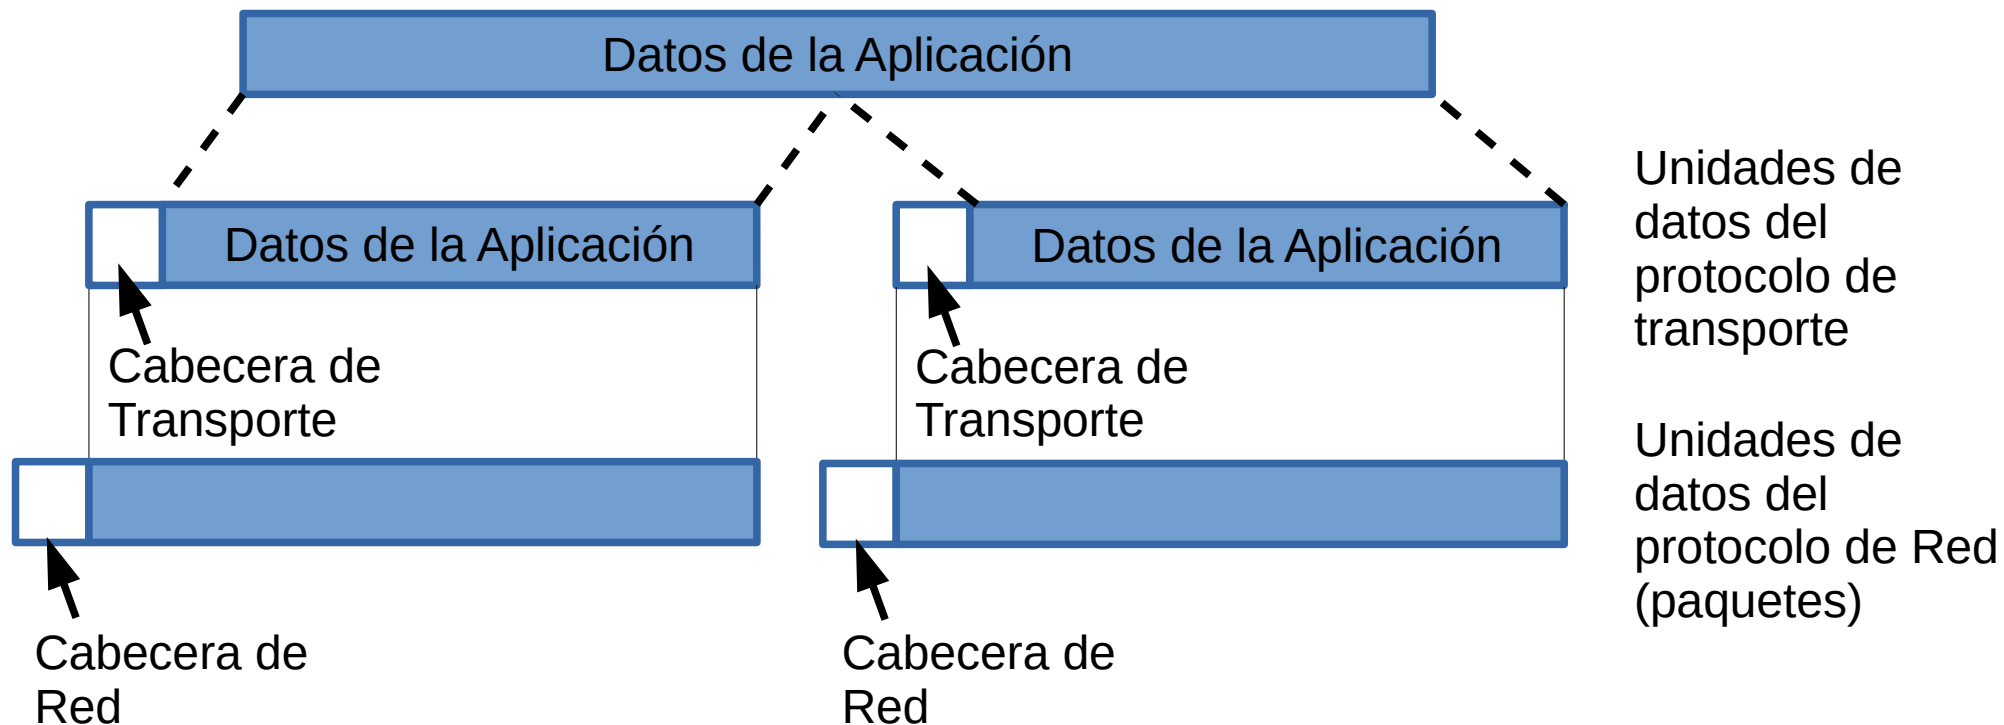 Datos de la Aplicación
Datos de la Aplicación
Datos de la Aplicación
Cabecera de
Transporte
Cabecera de
Transporte
Unidades de
datos del
protocolo de
transporte
Cabecera de
Red
Cabecera de
Red
Unidades de
datos del
protocolo de Red
(paquetes)